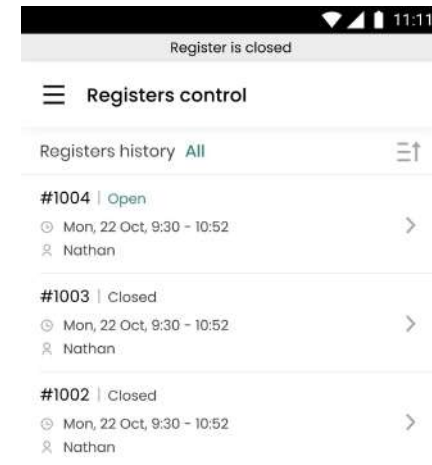 11:11
Register is closed
Registers control
Registers history All
#1004 | Open
Mon, 22 Oct, 9:30 - 10:52
Nathan
#1003 | Closed
Mon, 22 Oct, 9:30 - 10:52
Nathan
#1002 | Closed
Mon, 22 Oct, 9:30 - 10:52
Nathan